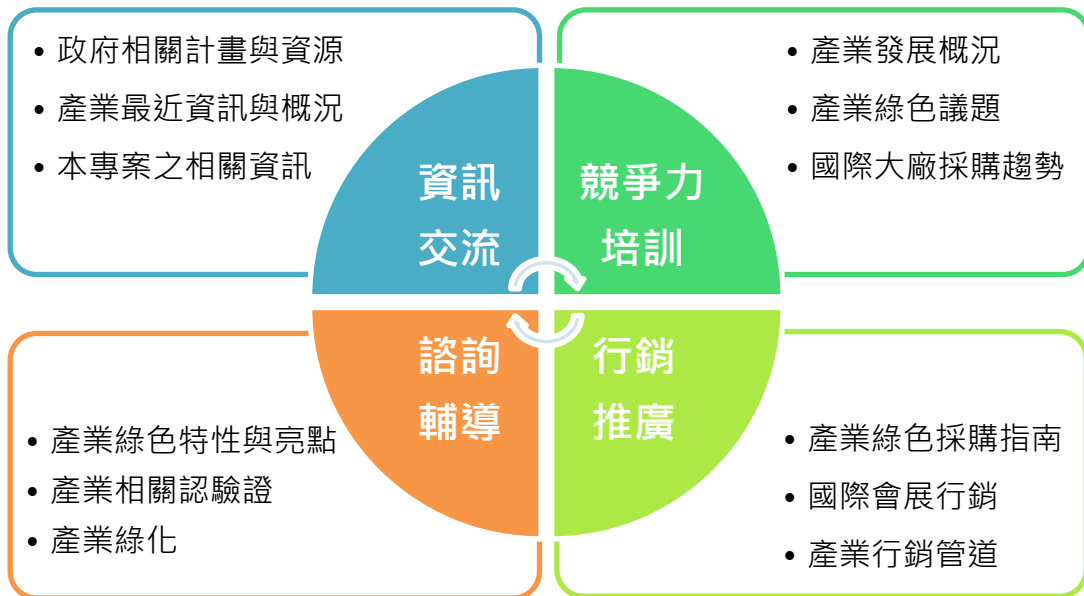 • 政府相關計畫與資源
• 產業最近資訊與概況
• 本專案之相關資訊
資訊
交流
• 產業發展概況
• 產業綠色議題
• 國際大廠採購趨勢
競爭力
培訓
• 產業綠色特性與亮點
• 產業相關認驗證
• 產業綠化
諮詢
輔導
行銷
推廣
• 產業綠色採購指南
• 國際會展行銷
• 產業行銷管道